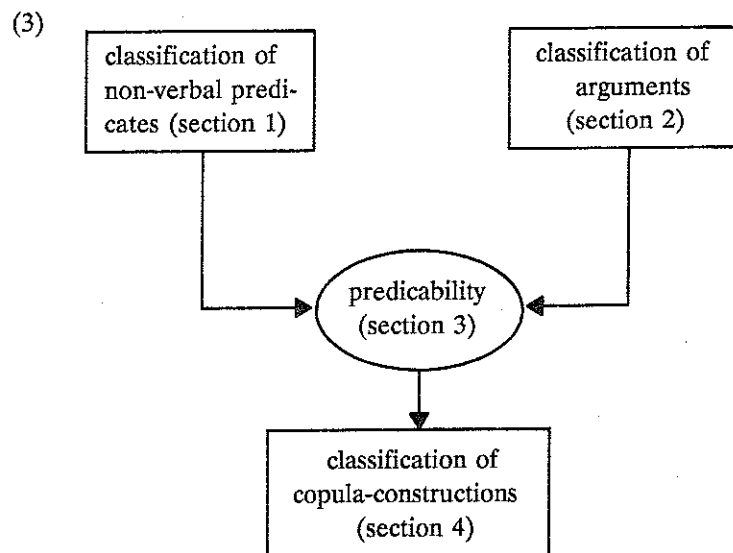 (3)
classification of
non-verbal predi-
cates (section 1)
classification of
arguments
(section 2)
predicability
(section 3)
classification of
copula-constructions
(section 4)